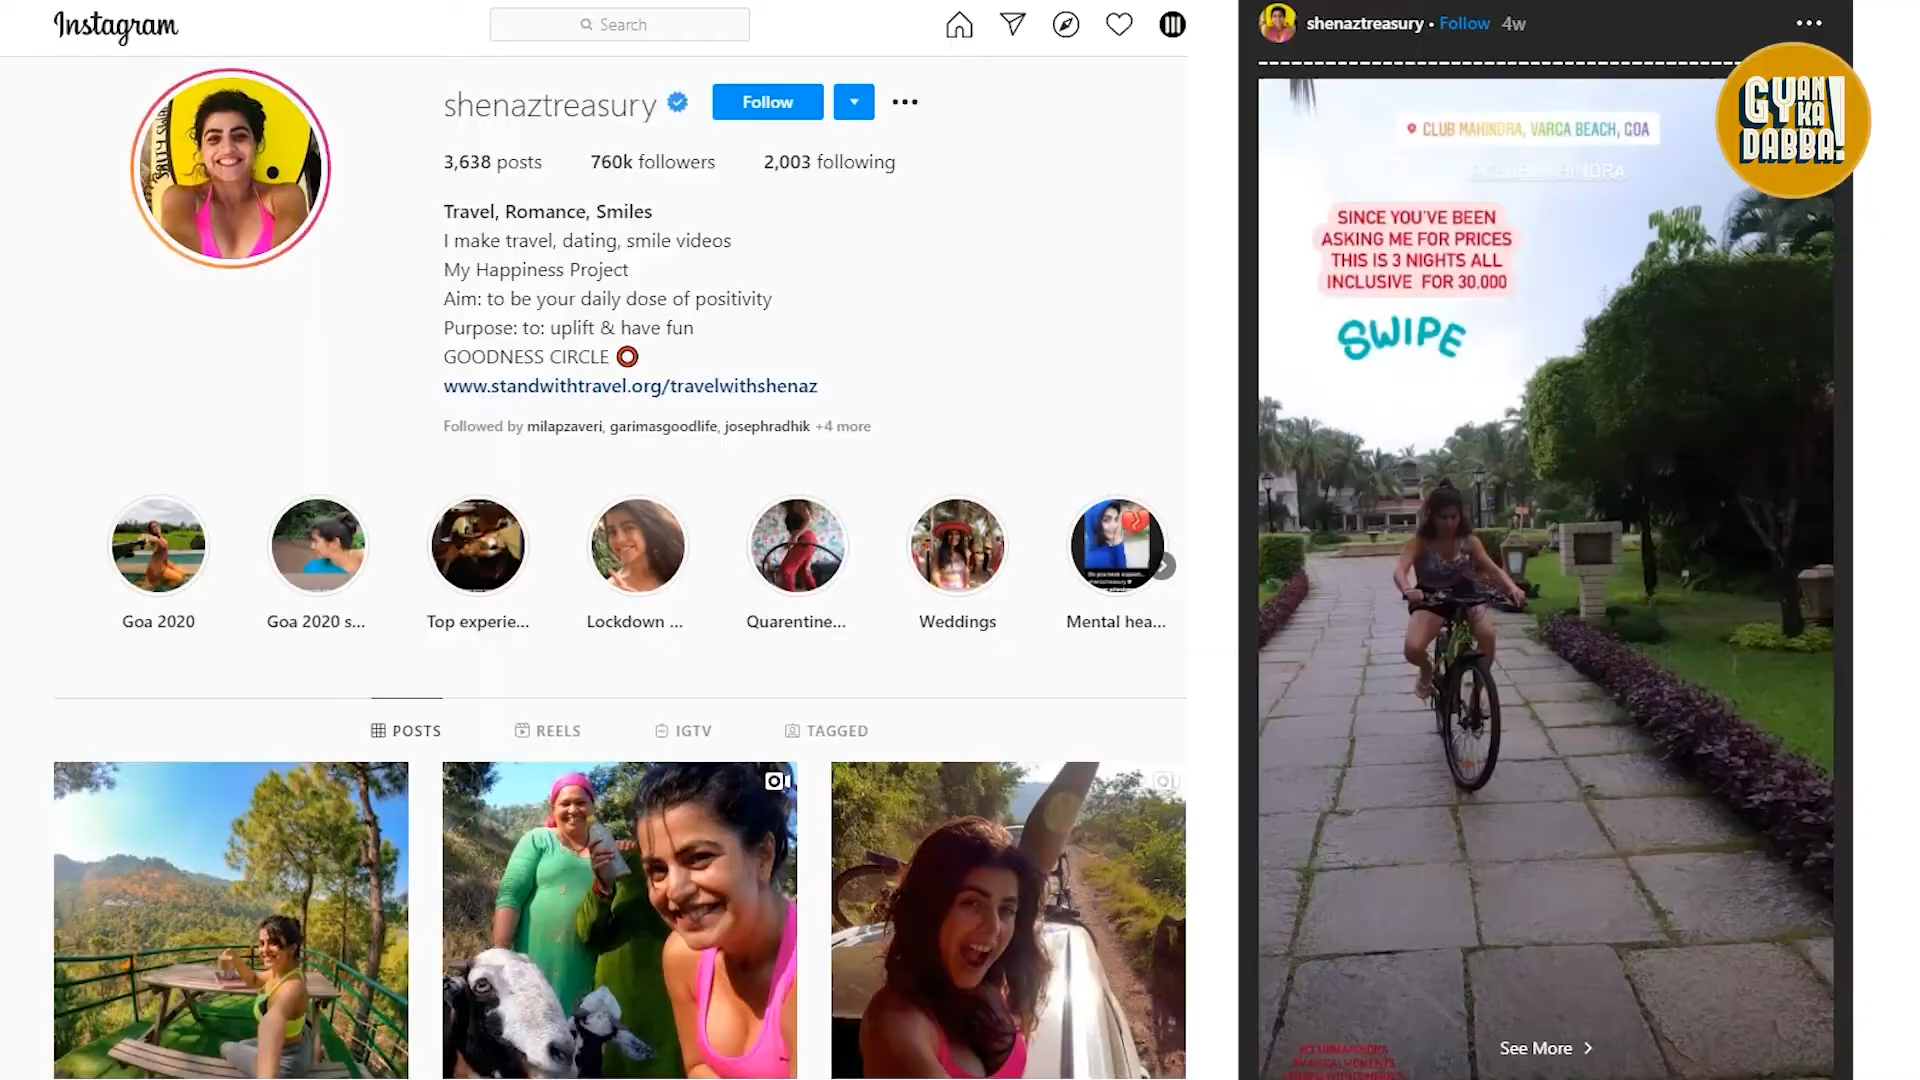 Instagram
Search
shenaztreasury
Follow
3,638 posts 760k followers 2,003 following
Travel, Romance, Smiles
I make travel, dating, smile videos
My Happiness Project
Aim: to be your daily dose of positivity
Purpose: to: uplift & have fun
GOODNESS CIRCLE
www.standwithtravel.org/travelwithshenaz
Followed by milapzaveri, garimasgoodlife, josephradhik +4 more
Goa 2020
Goa 2020 s...
Top experie...
Lockdown ...
Quarentine...
Weddings
Mental hea...
POSTS
REELS
IGTV
TAGGED
shenaztreasury • Follow 4w
GYAN
KA
DABBA!
CLUB MAHINDRA, VARCA BEACH, GOA
SINCE YOU'VE BEEN
ASKING ME FOR PRICES
THIS IS 3 NIGHTS ALL
INCLUSIVE FOR 30,000
SWIPE
See More
#CLUBMAHINDRA